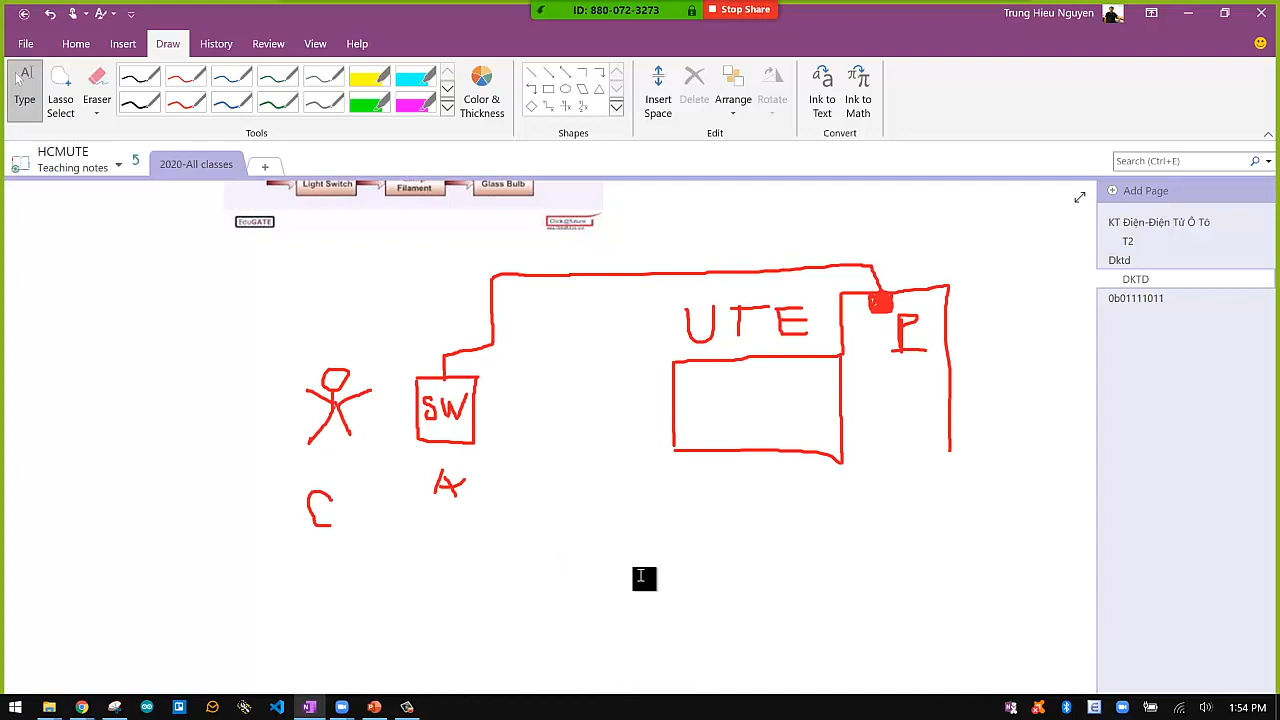 ID: 880-072-3273
Stop Share
Trung Hieu Nguyen
File Home Insert Draw History Review View Help
Type
Lasso Select
Eraser
Color & Thickness
Insert Space
Delete
Arrange
Rotate
Ink to Text
Ink to Math
Tools
Shapes
Edit
Convert
HCMUTE
Teaching notes
2020-All classes
Search (Ctrl+E)
Add Page
KT Điện-Điện Tử Ô Tô
T2
Dktd
DKTD
0b01111011
Light Switch
Filament
Glass Bulb
EduGATE
Click@future
UTE
P
SW
1:54 PM